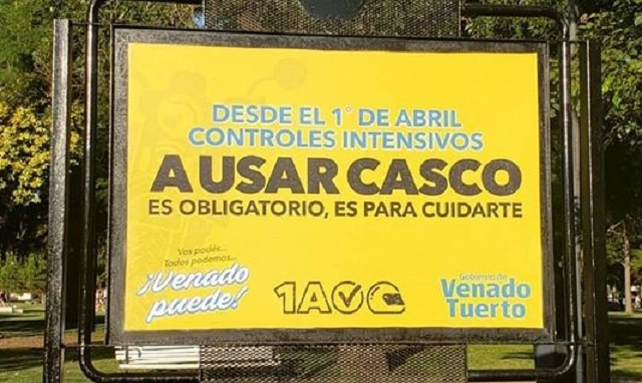 DESDE EL 1° DE ABRIL
CONTROLES INTENSIVOS
A USAR CASCO
ES OBLIGATORIO, ES PARA CUIDARTE
Vos podés...
Todos podemos...
¡Venado
puede!
1A
Gobierno de
Venado
Tuerto